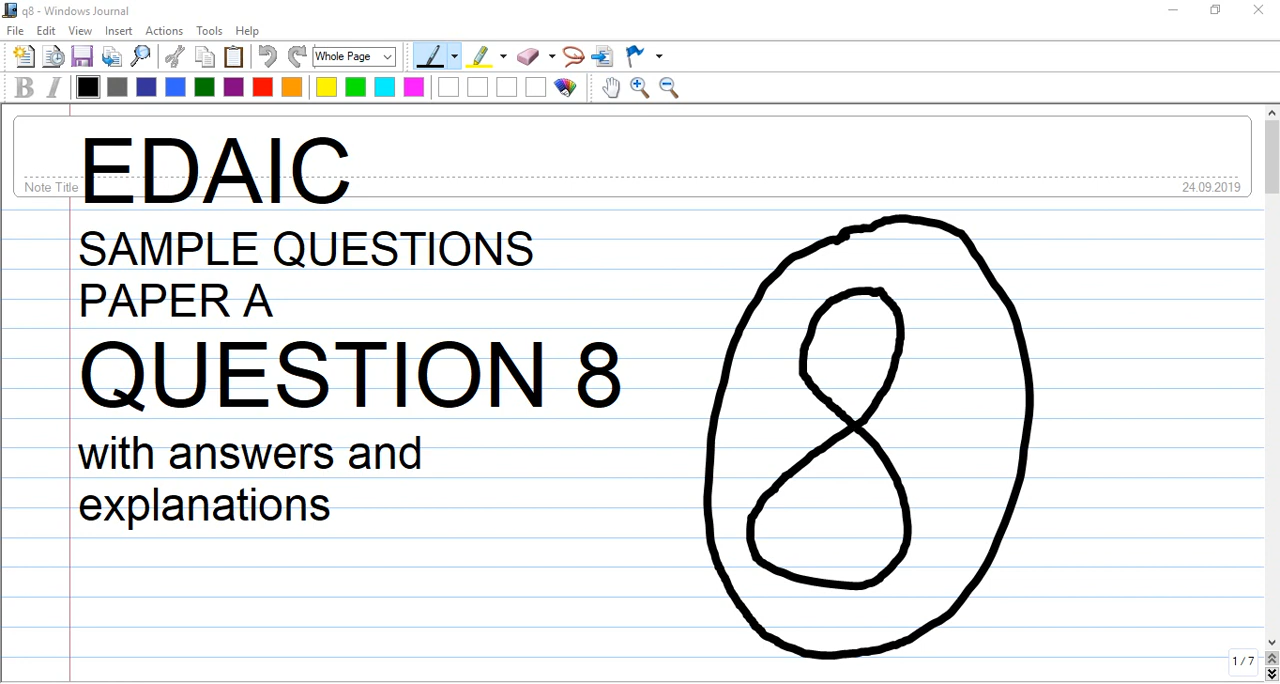 q8 - Windows Journal
File Edit View Insert Actions Tools Help
Whole Page
B I
Note Title
24.09.2019
EDAIC
SAMPLE QUESTIONS
PAPER A
QUESTION 8
with answers and
explanations
8
1 / 7